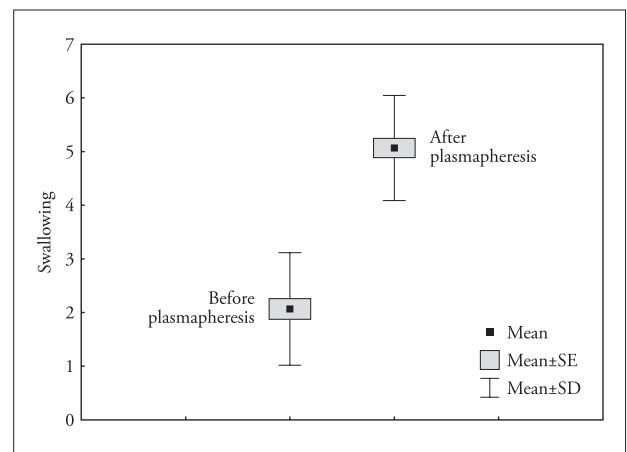 7
6
5
4
3
2
1
0
Swallowing
After
plasmapheresis
Before
plasmapheresis
Mean
Mean±SE
Mean±SD